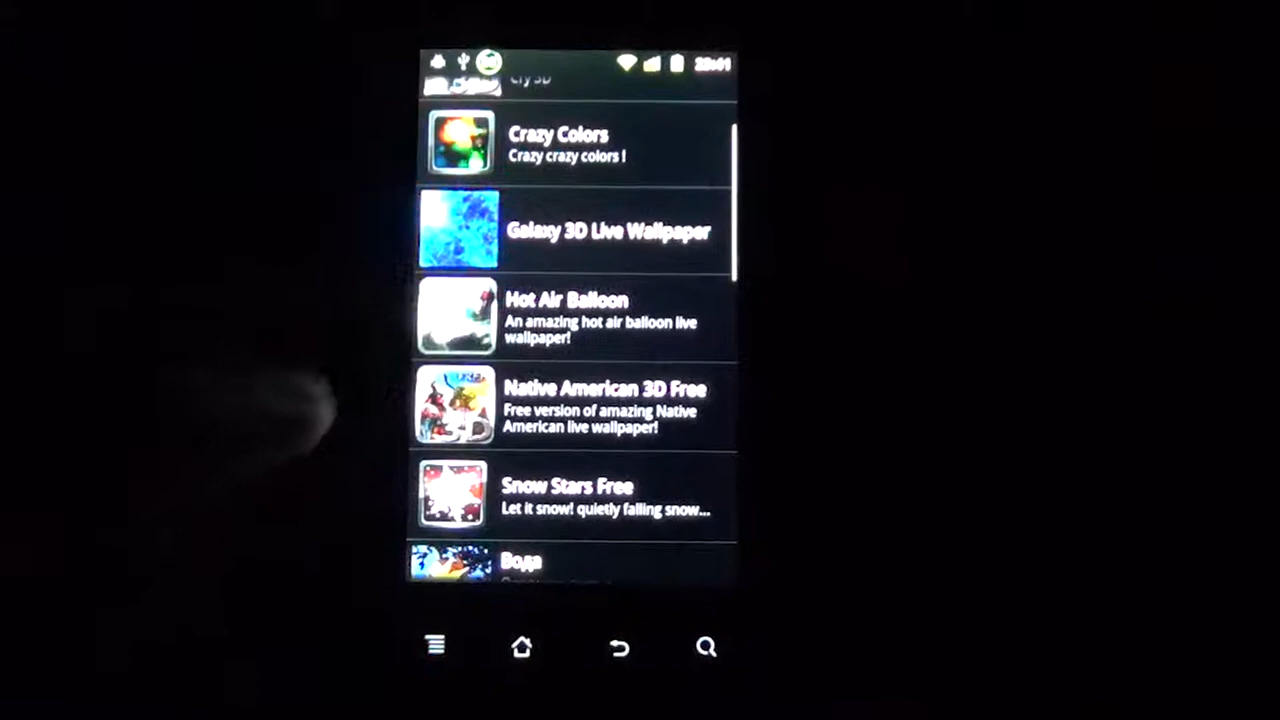 Cry 3D
Crazy Colors
Crazy crazy colors !
Galaxy 3D Live Wallpaper
Hot Air Balloon
An amazing hot air balloon live
wallpaper!
Native American 3D Free
Free version of amazing Native
American live wallpaper!
Snow Stars Free
Let it snow! quietly falling snow...
Вода